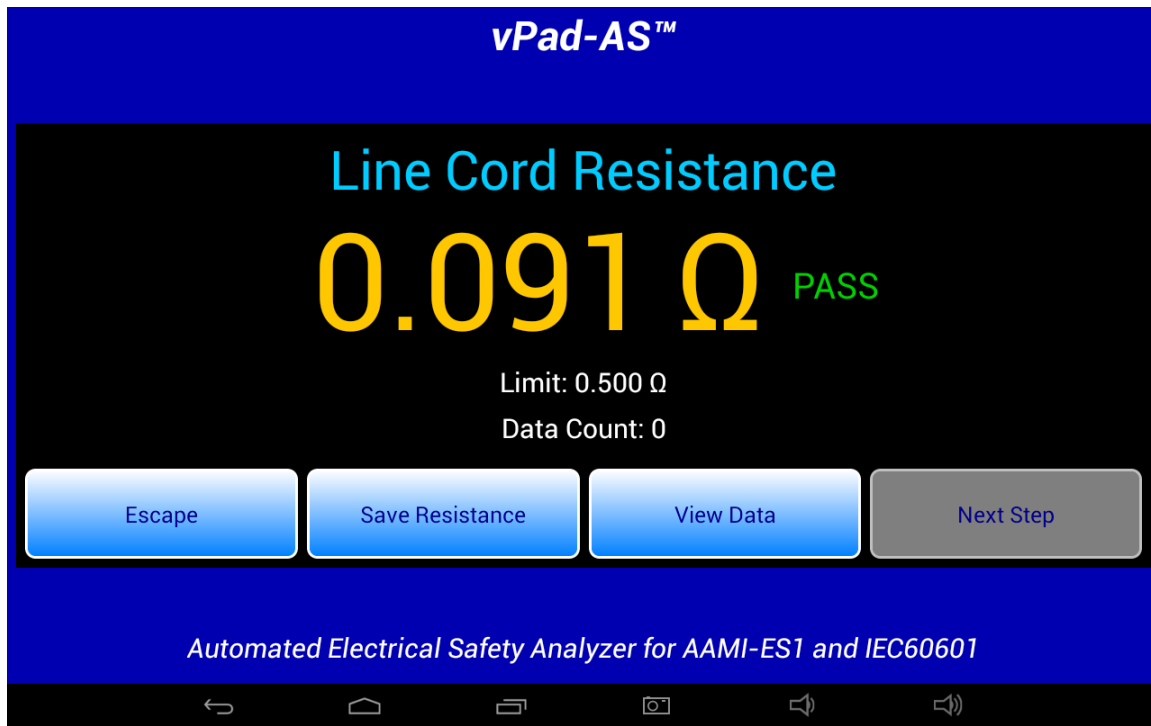 vPad-AS™
Line Cord Resistance
0.091 Ω PASS
Limit: 0.500 Ω
Data Count: 0
Escape Save Resistance View Data Next Step
Automated Electrical Safety Analyzer for AAMI-ES1 and IEC60601